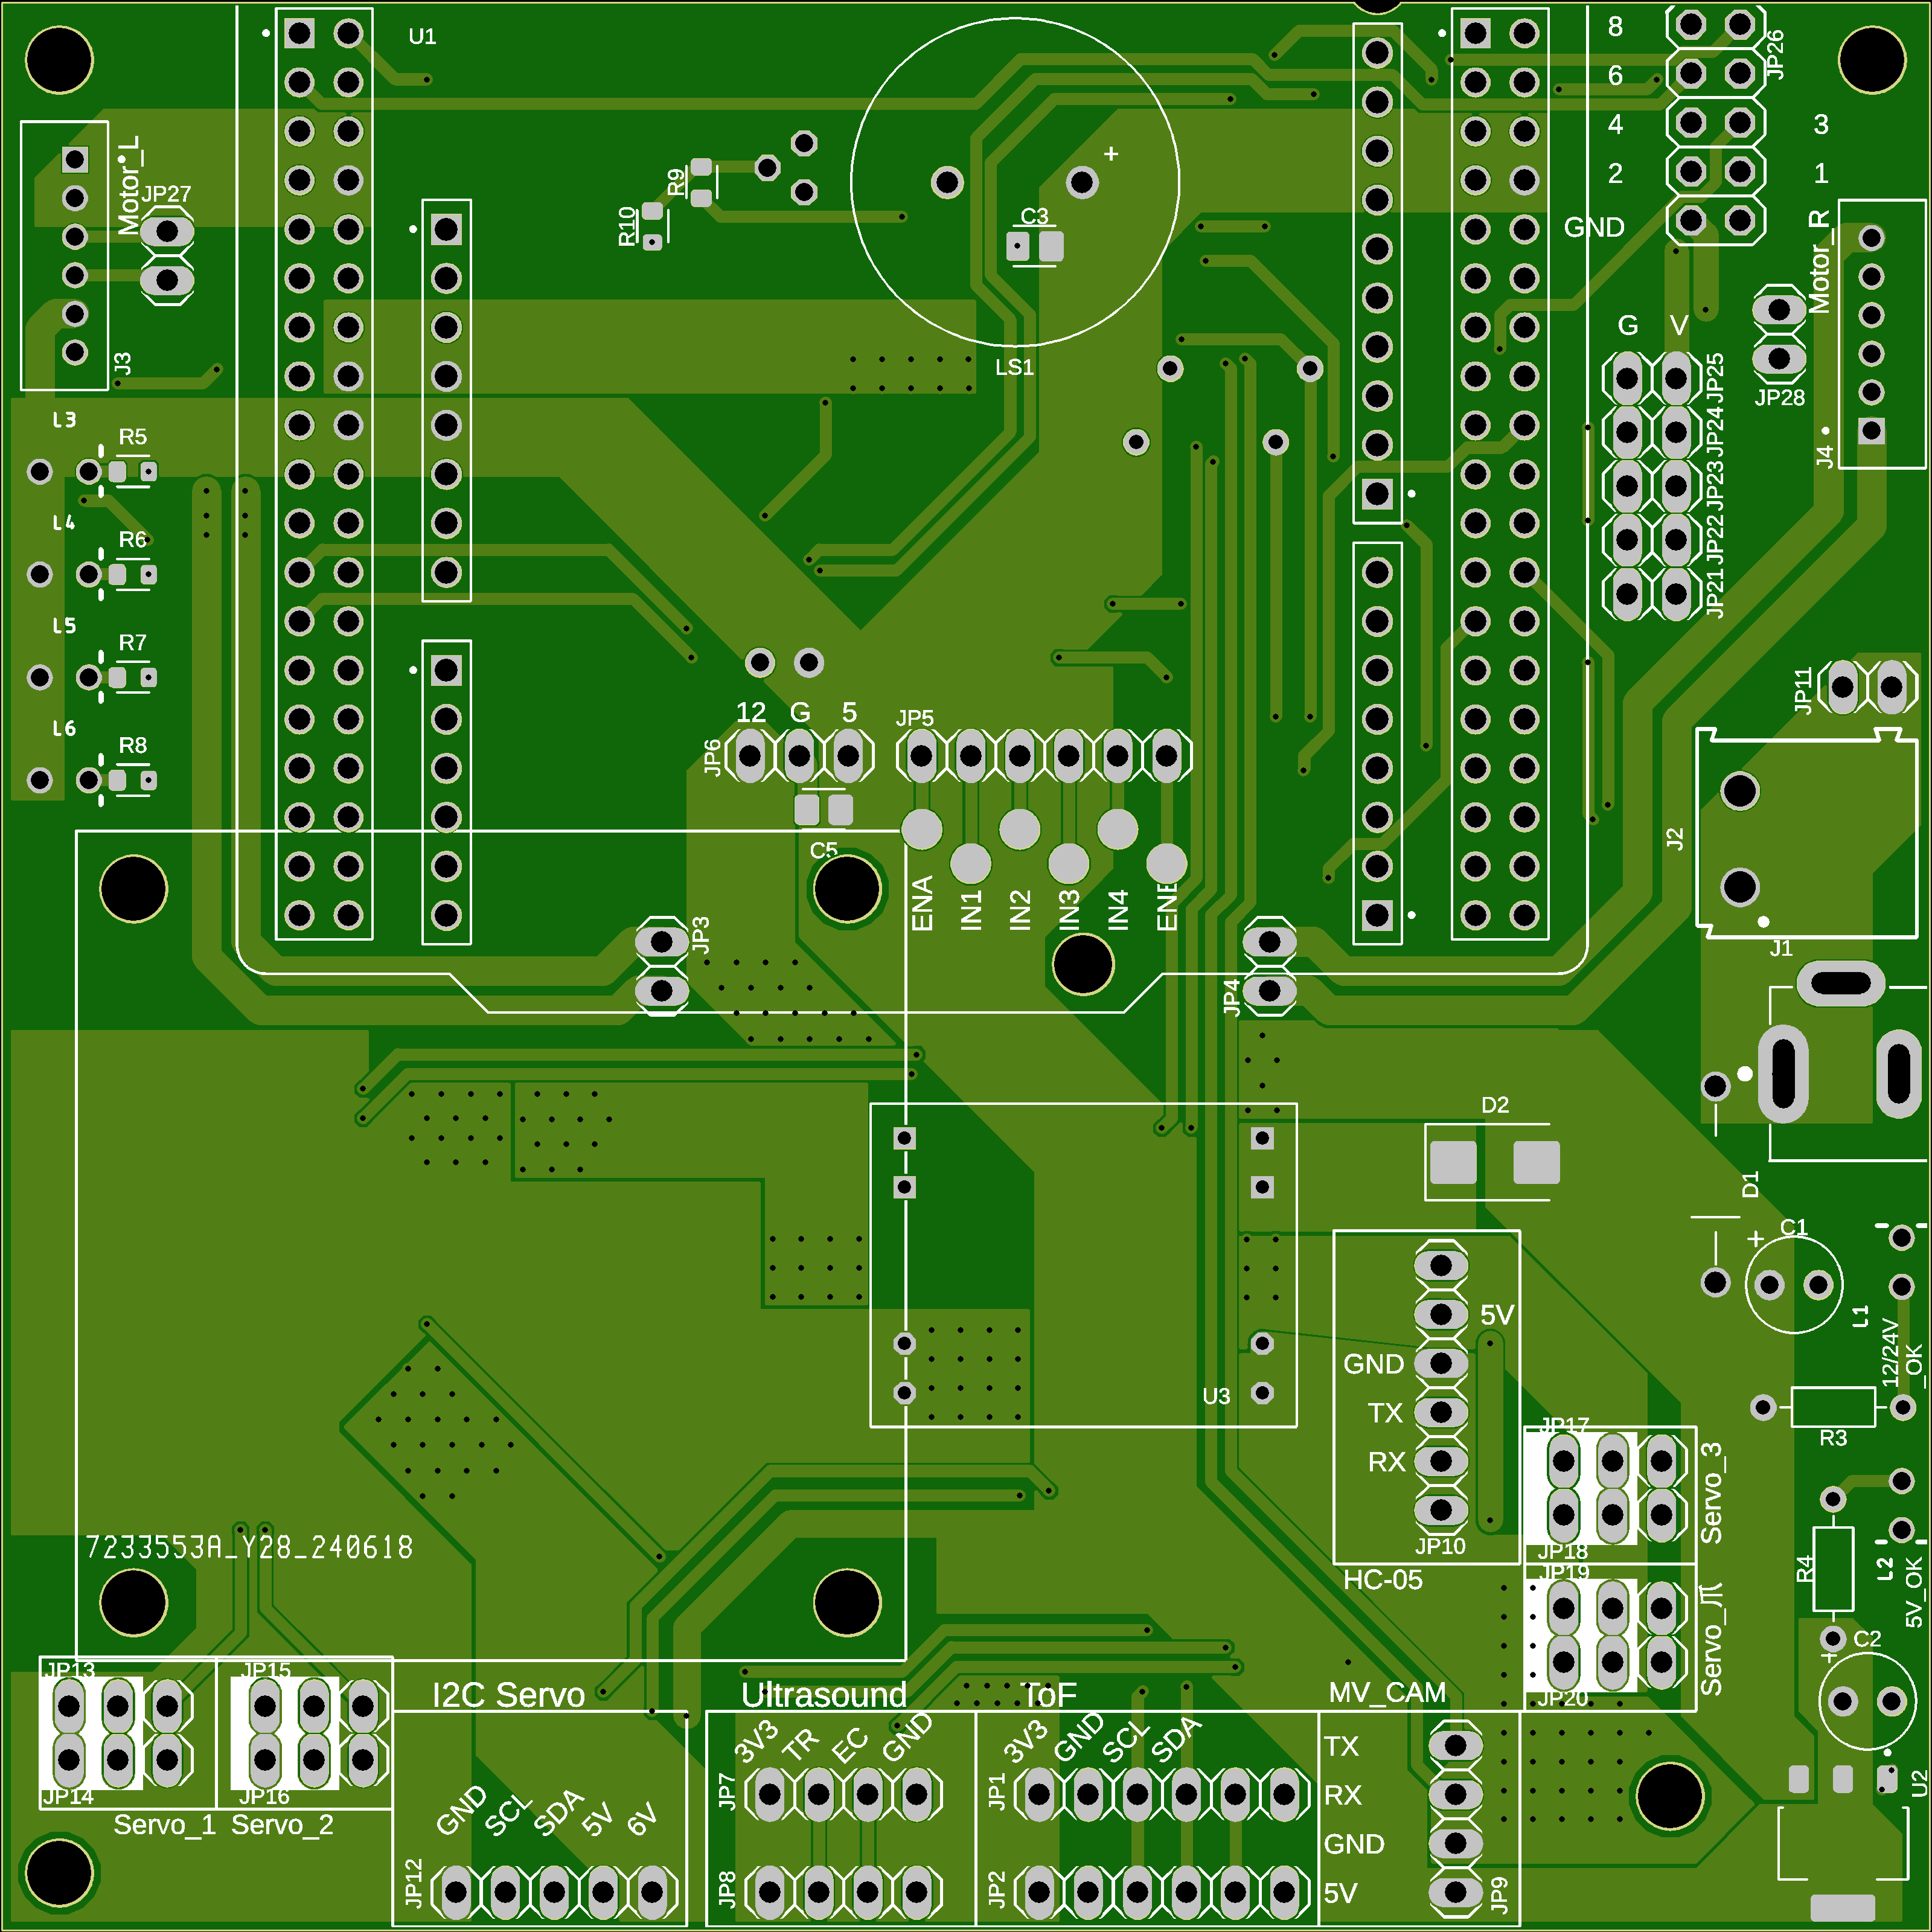 U1
8
JP26
6
4
3
2
1
GND
Motor_L
JP27
J3
R9
R10
C3
+
LS1
G
V
JP25
JP24
JP23
JP22
JP21
JP28
Motor_R
J4
L3
R5
L4
R6
L5
R7
L6
R8
12
G
5
JP6
JP5
C5
ENA
IN1
IN2
IN3
IN4
ENB
JP3
JP4
JP11
J2
J1
D2
D1
C1
+
L1
12/24V
_OK
U3
5V
GND
TX
RX
JP10
HC-05
R3
JP17
Servo_3
JP18
JP19
JP20
R4
L2
5V_OK
C2
+
U2
7233553A_Y28_240618
JP13
JP15
JP14
JP16
Servo_1
Servo_2
I2C Servo
GND
SCL
SDA
5V
6V
JP12
Ultrasound
3V3
TR
EC
GND
JP7
JP8
ToF
3V3
GND
SCL
SDA
JP1
JP2
MV_CAM
TX
RX
GND
5V
JP9